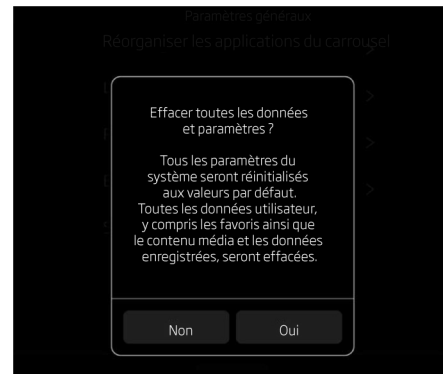 Paramètres généraux
Réorganiser les applications du carrousel
>
>
>
>
Effacer toutes les données
et paramètres ?
Tous les paramètres du
système seront réinitialisés
aux valeurs par défaut.
Toutes les données utilisateur,
y compris les favoris ainsi que
le contenu média et les données
enregistrées, seront effacées.
Non
Oui